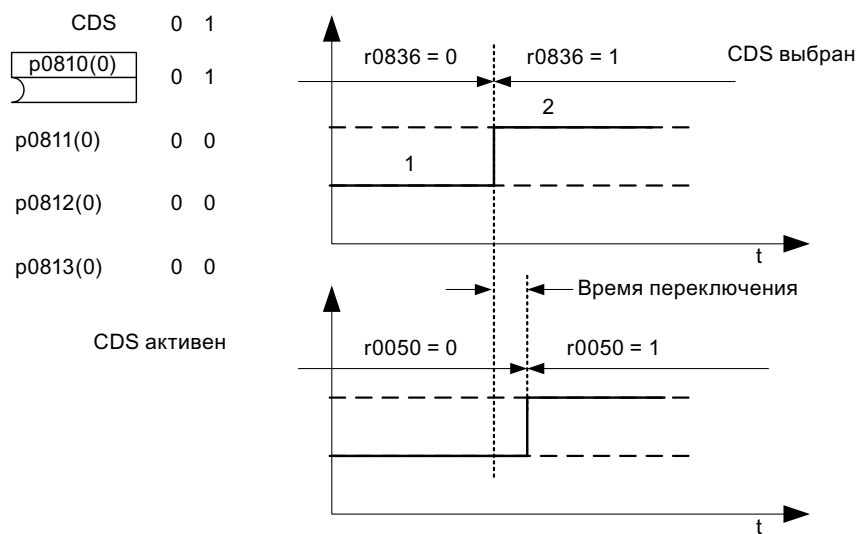 CDS 0 1
p0810(0) 0 1
p0811(0) 0 0
p0812(0) 0 0
p0813(0) 0 0
r0836 = 0 r0836 = 1 CDS выбран
2
1
t
Время переключения
CDS активен
r0050 = 0 r0050 = 1
t